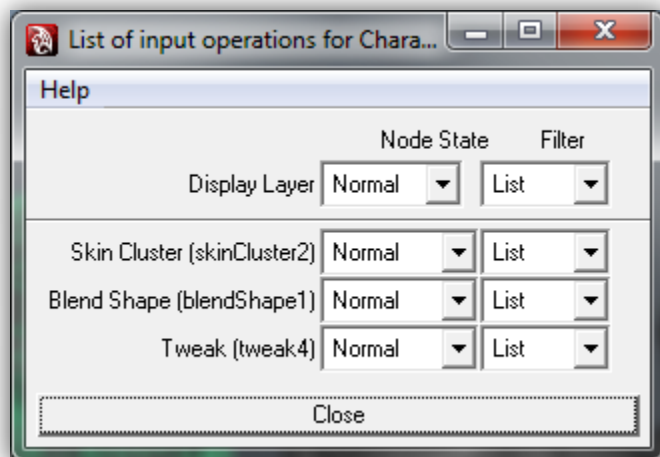 List of input operations for Chara...
Help
Node State Filter
Display Layer Normal List
Skin Cluster (skinCluster2) Normal List
Blend Shape (blendShape1) Normal List
Tweak (tweak4) Normal List
Close